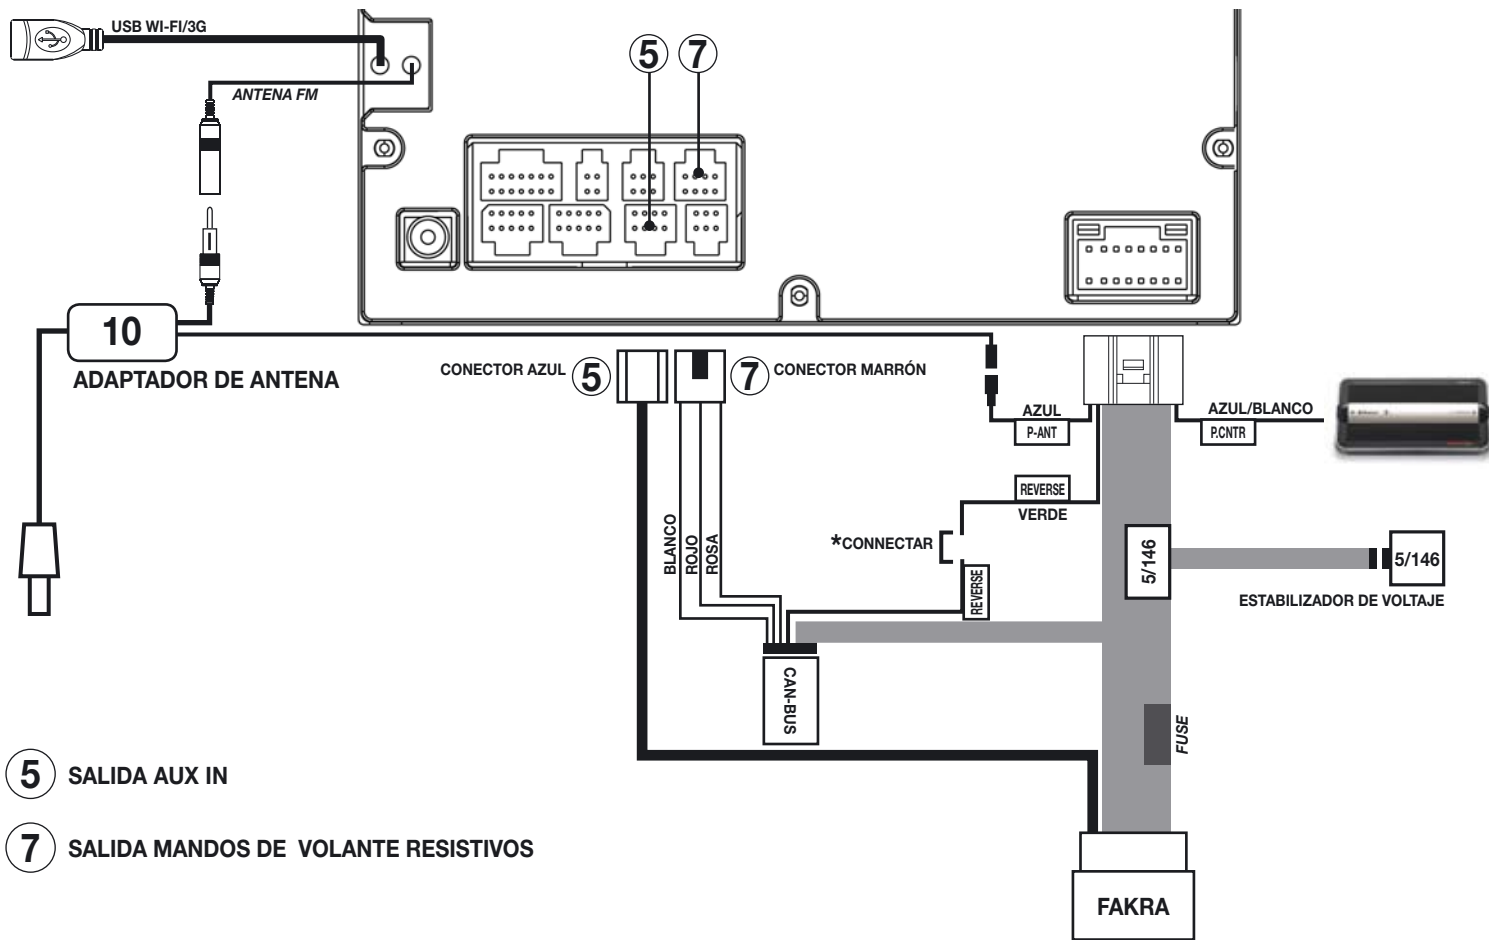 USB WI-FI/3G
ANTENA FM
5
7
10
ADAPTADOR DE ANTENA
CONECTOR AZUL
5
7
CONECTOR MARRÓN
AZUL
P-ANT
AZUL/BLANCO
P.CNTR
REVERSE
VERDE
*CONNECTAR
REVERSE
BLANCO
ROJO
ROSA
CAN-BUS
5/146
5/146
ESTABILIZADOR DE VOLTAJE
FUSE
5
SALIDA AUX IN
7
SALIDA MANDOS DE VOLANTE RESISTIVOS
FAKRA